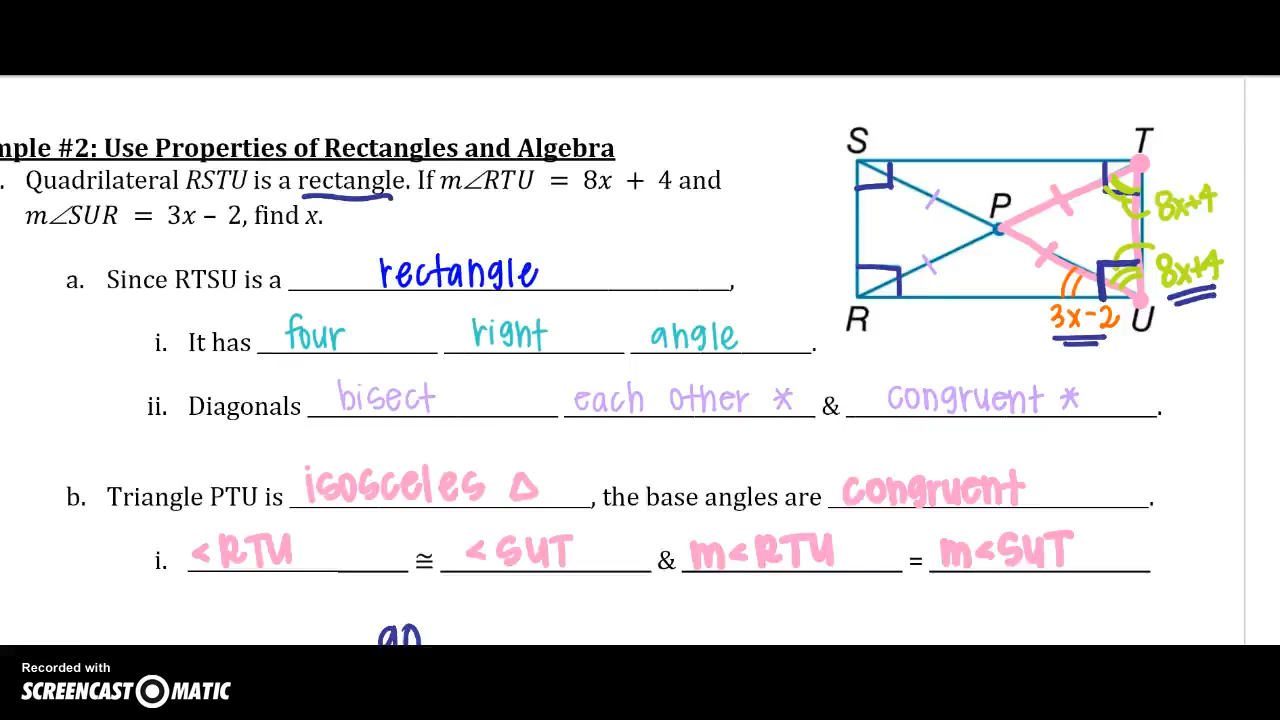 mple #2: Use Properties of Rectangles and Algebra
. Quadrilateral RSTU is a rectangle. If m∠RTU = 8x + 4 and
m∠SUR = 3x – 2, find x.
a. Since RTSU is a rectangle,
i. It has four right angle.
ii. Diagonals bisect each other * & congruent *.
b. Triangle PTU is isosceles △, the base angles are congruent.
i. <RTU ≅ <SUT & m<RTU = m<SUT
90
S
T
P
8x+4
8x+4
R
3x-2
U
Recorded with
SCREENCAST O MATIC